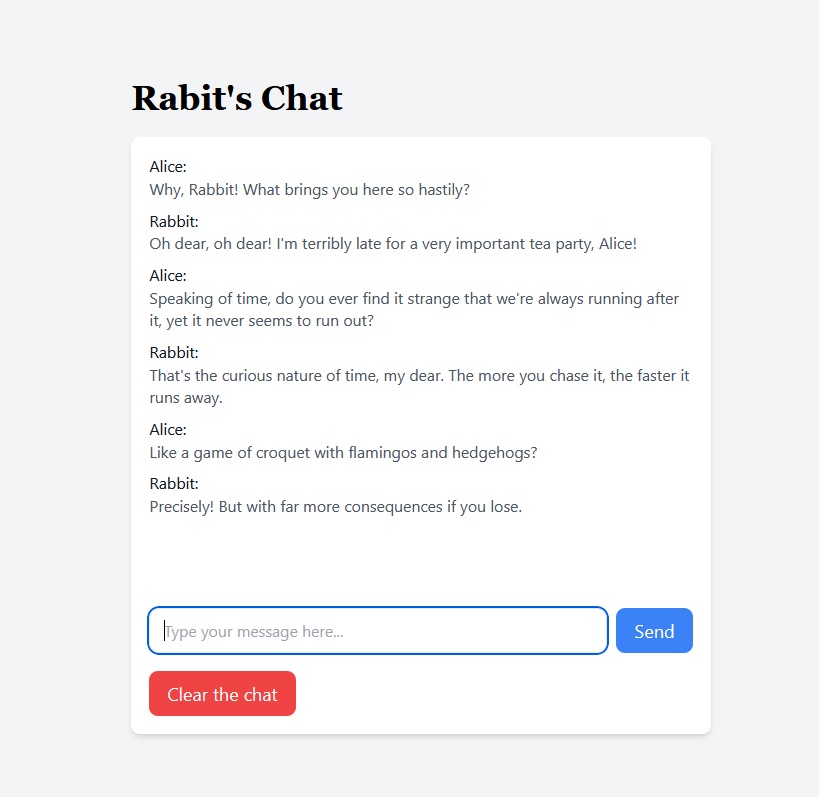 Rabit's Chat
Alice:
Why, Rabbit! What brings you here so hastily?
Rabbit:
Oh dear, oh dear! I'm terribly late for a very important tea party, Alice!
Alice:
Speaking of time, do you ever find it strange that we're always running after
it, yet it never seems to run out?
Rabbit:
That's the curious nature of time, my dear. The more you chase it, the faster it
runs away.
Alice:
Like a game of croquet with flamingos and hedgehogs?
Rabbit:
Precisely! But with far more consequences if you lose.
Type your message here...
Send
Clear the chat